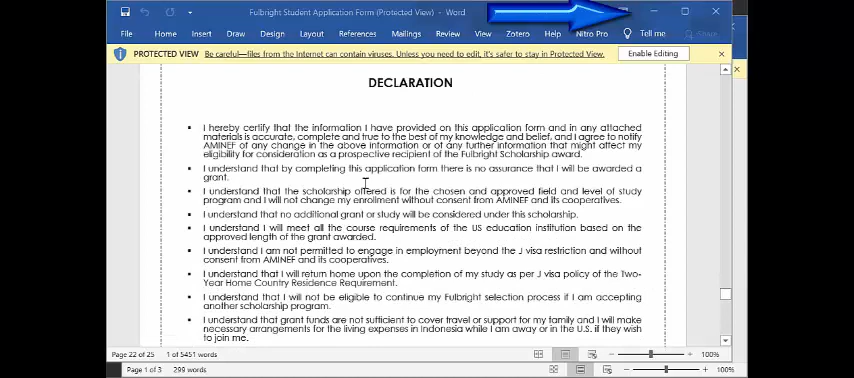 Fulbright Student Application Form (Protected View) - Word
File Home Insert Draw Design Layout References Mailings Review View Zotero Help Nitro Pro Tell me Share
PROTECTED VIEW Be careful—files from the Internet can contain viruses. Unless you need to edit, it's safer to stay in Protected View. Enable Editing
DECLARATION
▪ I hereby certify that the information I have provided on this application form and in any attached
materials is accurate, complete and true to the best of my knowledge and belief, and I agree to notify
AMINEF of any change in the above information or of any further information that might affect my
eligibility for consideration as a prospective recipient of the Fulbright Scholarship award.
▪ I understand that by completing this application form there is no assurance that I will be awarded a
grant.
▪ I understand that the scholarship offered is for the chosen and approved field and level of study
program and I will not change my enrollment without consent from AMINEF and its cooperatives.
▪ I understand that no additional grant or study will be considered under this scholarship.
▪ I understand I will meet all the course requirements of the US education institution based on the
approved length of the grant awarded.
▪ I understand I am not permitted to engage in employment beyond the J visa restriction and without
consent from AMINEF and its cooperatives.
▪ I understand that I will return home upon the completion of my study as per J visa policy of the Two-
Year Home Country Residence Requirement.
▪ I understand that I will not be eligible to continue my Fulbright selection process if I am accepting
another scholarship program.
▪ I understand that grant funds are not sufficient to cover travel or support for my family and I will make
necessary arrangements for the living expenses in Indonesia while I am away or in the U.S. if they wish
to join me.
Page 22 of 25 1 of 5451 words 100%
Page 1 of 3 299 words 100%